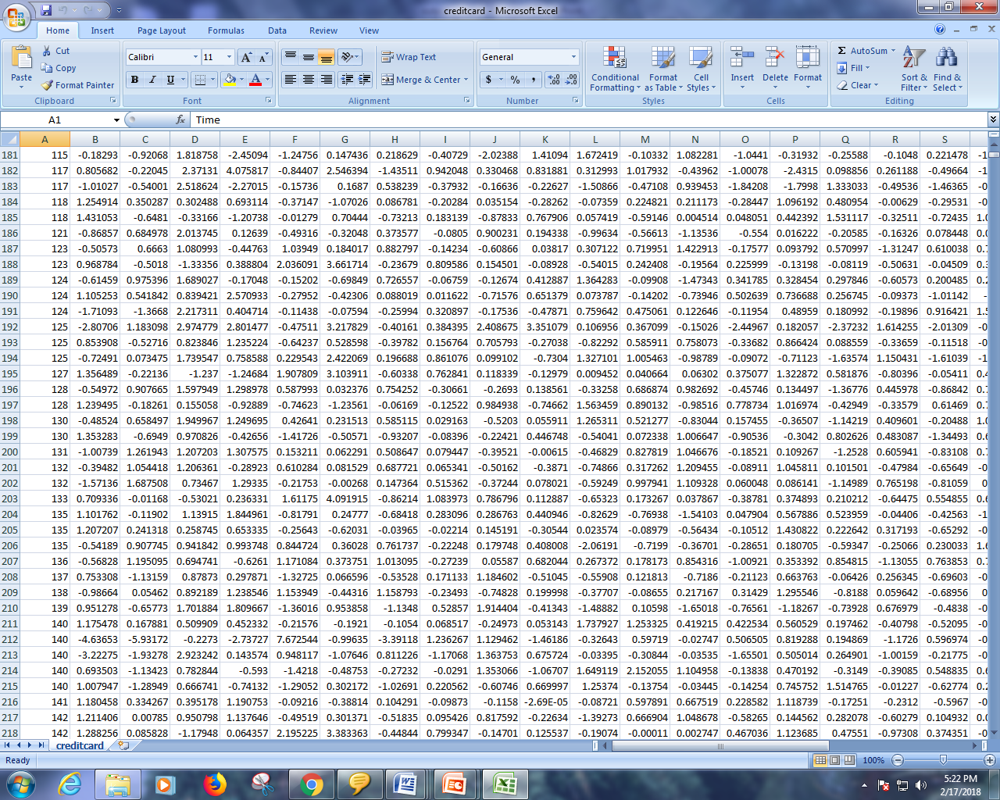 creditcard - Microsoft Excel
Home Insert Page Layout Formulas Data Review View
Cut
Copy
Format Painter
Paste
Calibri 11
B I U
Wrap Text
Merge & Center
General
$ % ,
Conditional Formatting
Format as Table
Cell Styles
Insert Delete Format
AutoSum
Fill
Clear
Sort & Filter
Find & Select
Clipboard Font Alignment Number Styles Cells Editing
A1 fx Time
A B C D E F G H I J K L M N O P Q R S
181 115 -0.18293 -0.92068 1.818758 -2.45094 -1.24756 0.147436 0.218629 -0.40729 -2.02388 1.41094 1.672419 -0.10332 1.082281 -1.0441 -0.31932 -0.25588 -0.1048 0.221478
182 117 0.805682 -0.22045 2.37131 4.075817 -0.84407 2.546394 -1.43511 0.942048 0.330468 0.831881 0.312993 1.017932 -0.43962 -1.00078 -2.4315 0.098856 0.261188 -0.49664
183 117 -1.01027 -0.54001 2.518624 -2.27015 -0.15736 0.1687 0.538239 -0.37932 -0.16636 -0.22627 -1.50866 -0.47108 0.939453 -1.84208 -1.7998 1.333033 -0.49536 -1.46365
184 118 1.254914 0.350287 0.302488 0.693114 -0.37147 -1.07026 0.086781 -0.20284 0.035154 -0.28262 -0.07359 0.224821 0.211173 -0.28447 1.096192 0.480954 -0.00629 -0.29531
185 118 1.431053 -0.6481 -0.33166 -1.20738 -0.01279 0.70444 -0.73213 0.183139 -0.87833 0.767906 0.057419 -0.59146 0.004514 0.048051 0.442392 1.531117 -0.32511 -0.72435
186 121 -0.86857 0.684978 2.013745 0.12639 -0.49316 -0.32048 0.373577 -0.0805 0.900231 0.194338 -0.99634 -0.56613 -1.13536 -0.554 0.016222 -0.20585 -0.16326 0.078448
187 123 -0.50573 0.6663 1.080993 -0.44763 1.03949 0.184017 0.882797 -0.14234 -0.60866 0.03817 0.307122 0.719951 1.422913 -0.17577 0.093792 0.570997 -1.31247 0.610038
188 123 0.968784 -0.5018 -1.33356 0.388804 2.036091 3.661714 -0.23679 0.809586 0.154501 -0.08928 -0.54015 0.242408 -0.19564 0.225999 -0.13198 -0.08119 -0.50631 -0.04509
189 124 -0.61459 0.975396 1.689027 -0.17048 -0.15202 -0.69849 0.726557 -0.06759 -0.12674 0.412887 1.364283 -0.09908 -1.47343 0.341785 0.328454 0.297846 -0.60573 0.200485
190 124 1.105253 0.541842 0.839421 2.570933 -0.27952 -0.42306 0.088019 0.011622 -0.71576 0.651379 0.073787 -0.14202 -0.73946 0.502639 0.736688 0.256745 -0.09373 -1.01142
191 124 -1.71093 -1.3668 2.217311 0.404714 -0.11438 -0.07594 -0.25994 0.320897 -0.17536 -0.47871 0.759642 0.475061 0.122646 -0.11954 0.48959 0.180992 -0.19896 0.916421
192 125 -2.80706 1.183098 2.974779 2.801477 -0.47511 3.217829 -0.40161 0.384395 2.408675 3.351079 0.106956 0.367099 -0.15026 -2.44967 0.182057 -2.37232 1.614255 -2.01309
193 125 0.853908 -0.52716 0.823846 1.235224 -0.64237 0.528598 -0.39782 0.156764 0.705793 -0.27038 -0.82292 0.585911 0.758073 -0.33682 0.866424 0.088559 -0.33659 -0.11518
194 125 -0.72491 0.073475 1.739547 0.758588 0.229543 2.422069 0.196688 0.861076 0.099102 -0.7304 1.327101 1.005463 -0.98789 -0.09072 -0.71123 -1.63574 1.150431 -1.61039
195 127 1.356489 -0.22136 -1.237 -1.24684 1.907809 3.103911 -0.60338 0.762841 0.118339 -0.12979 0.009452 0.040664 0.06302 0.375077 1.322872 0.581876 -0.80396 -0.05411
196 128 -0.54972 0.907665 1.597949 1.298978 0.587993 0.032376 0.754252 -0.30661 -0.2693 0.138561 -0.33258 0.686874 0.982692 -0.45746 0.134497 -1.36776 0.445978 -0.86842
197 128 1.239495 -0.18261 0.155058 -0.92889 -0.74623 -1.23561 -0.06169 -0.12522 0.984938 -0.74662 1.563459 0.890132 -0.98516 0.778734 1.016974 -0.42949 -0.33579 0.61469
198 130 -0.48524 0.658497 1.949967 1.249695 0.42641 0.231513 0.585115 0.029163 -0.5203 0.055911 1.265311 0.521277 -0.83044 0.157455 -0.36507 -1.14219 0.409601 -0.20488
199 130 1.353283 -0.6949 0.970826 -0.42656 -1.41726 -0.50571 -0.93207 -0.08396 -0.22421 0.446748 -0.54041 0.072338 1.006647 -0.90536 -0.3042 0.802626 0.483087 -1.34493
200 131 -1.00739 1.261943 1.207203 1.307575 0.153211 0.062291 0.508647 0.079447 -0.39521 -0.00615 -0.46829 0.827819 1.046676 -0.18521 0.109267 -1.2528 0.605941 -0.83108
201 132 -0.39482 1.054418 1.206361 -0.28923 0.610284 0.081529 0.687721 0.065341 -0.50162 -0.3871 -0.74866 0.317262 1.209455 -0.08911 1.045811 0.101501 -0.47984 -0.65649
202 132 -1.57136 1.687508 0.73467 1.29335 -0.21753 -0.00268 0.147364 0.515362 -0.37244 0.078021 -0.59249 0.997941 1.109328 0.060048 0.086141 -1.14989 0.765198 -0.81059
203 133 0.709336 -0.01168 -0.53021 0.236331 1.61175 4.091915 -0.86214 1.083973 0.786796 0.112887 -0.65323 0.173267 0.037867 -0.38781 0.374893 0.210212 -0.64475 0.554855
204 135 1.101762 -0.11902 1.13915 1.844961 -0.81791 0.24777 -0.68418 0.283096 0.286763 0.440946 -0.82629 -0.76938 -1.54103 0.047904 0.567886 0.523959 -0.04406 -0.42563
205 135 1.207207 0.241318 0.258745 0.653335 -0.25643 -0.62031 -0.03965 -0.02214 0.145191 -0.30544 0.023574 -0.08979 -0.56434 -0.10512 1.430822 0.222642 0.317193 -0.65292
206 135 -0.54189 0.907745 0.941842 0.993748 0.844724 0.36028 0.761737 -0.22248 0.179748 0.408008 -2.06191 -0.7199 -0.36701 -0.28651 0.180705 -0.59347 -0.25066 0.230033
207 136 -0.56828 1.195095 0.694741 -0.6261 1.171084 0.373751 1.013095 -0.27239 0.05587 0.682044 0.267372 0.178173 0.854316 -1.00921 0.353392 0.854815 -1.13055 0.763853
208 137 0.753308 -1.13159 0.87873 0.297871 -1.32725 0.066596 -0.53528 0.171133 1.184602 -0.51045 -0.55908 0.121813 -0.7186 -0.21123 0.663763 -0.06426 0.256345 -0.69603
209 138 -0.98664 0.05462 0.892189 1.238546 1.153949 -0.44316 1.158793 -0.23493 -0.74828 0.199998 -0.37707 -0.08655 0.217167 0.31429 1.295546 -0.8188 0.059642 -0.68956
210 139 0.951278 -0.65773 1.701884 1.809667 -1.36016 0.953858 -1.1348 0.52857 1.914404 -0.41343 -1.48882 0.10598 -1.65018 -0.76561 -1.18267 -0.73928 0.676979 -0.4838
211 140 1.175478 0.167881 0.509909 0.452332 -0.21576 -0.1921 -0.1054 0.068517 -0.24973 0.053143 1.737927 1.253325 0.419215 0.422534 0.560529 0.197462 -0.40798 -0.52095
212 140 -4.63653 -5.93172 -0.2273 -2.73727 7.672544 -0.99635 -3.39118 1.236267 1.129462 -1.46186 -0.32643 0.59719 -0.02747 0.506505 0.819288 0.194869 -1.1726 0.596974
213 140 -3.22275 -1.93278 2.923242 0.143574 0.948117 -1.07646 0.811226 -1.17068 1.363753 0.675724 -0.03395 -0.30844 -0.03535 -1.65501 0.505014 0.264901 -1.00159 -0.21775
214 140 0.693503 -1.13423 0.782844 -0.593 -1.4218 -0.48753 -0.27232 -0.0291 1.353066 -1.06707 1.649119 2.152055 1.104958 -0.13838 0.470192 -0.3149 -0.39085 0.548835
215 140 1.007947 -1.28949 0.666741 -0.74132 -1.29052 0.302172 -1.02691 0.220562 -0.60746 0.669997 1.25374 -0.13754 -0.03445 -0.14254 0.745752 1.514765 -0.01227 -0.62774
216 141 1.180458 0.334267 0.395178 1.190753 -0.09216 -0.38814 0.104291 -0.09873 -0.1158 -2.69E-05 -0.08721 0.597891 0.667519 0.228582 1.118739 -0.17251 -0.2312 -0.5967
217 142 1.211406 0.00785 0.950798 1.137646 -0.49519 0.301371 -0.51835 0.095426 0.817592 -0.22634 -1.39273 0.666904 1.048678 -0.58265 0.144562 0.282078 -0.60279 0.104932
218 142 1.288256 0.085828 -1.17948 0.064357 2.195225 3.383363 -0.44844 0.799347 -0.14701 0.125537 -0.19074 -0.00011 0.002747 0.467036 1.123685 0.47551 -0.97308 0.374351
creditcard
Ready 100%
5:22 PM
2/17/2018